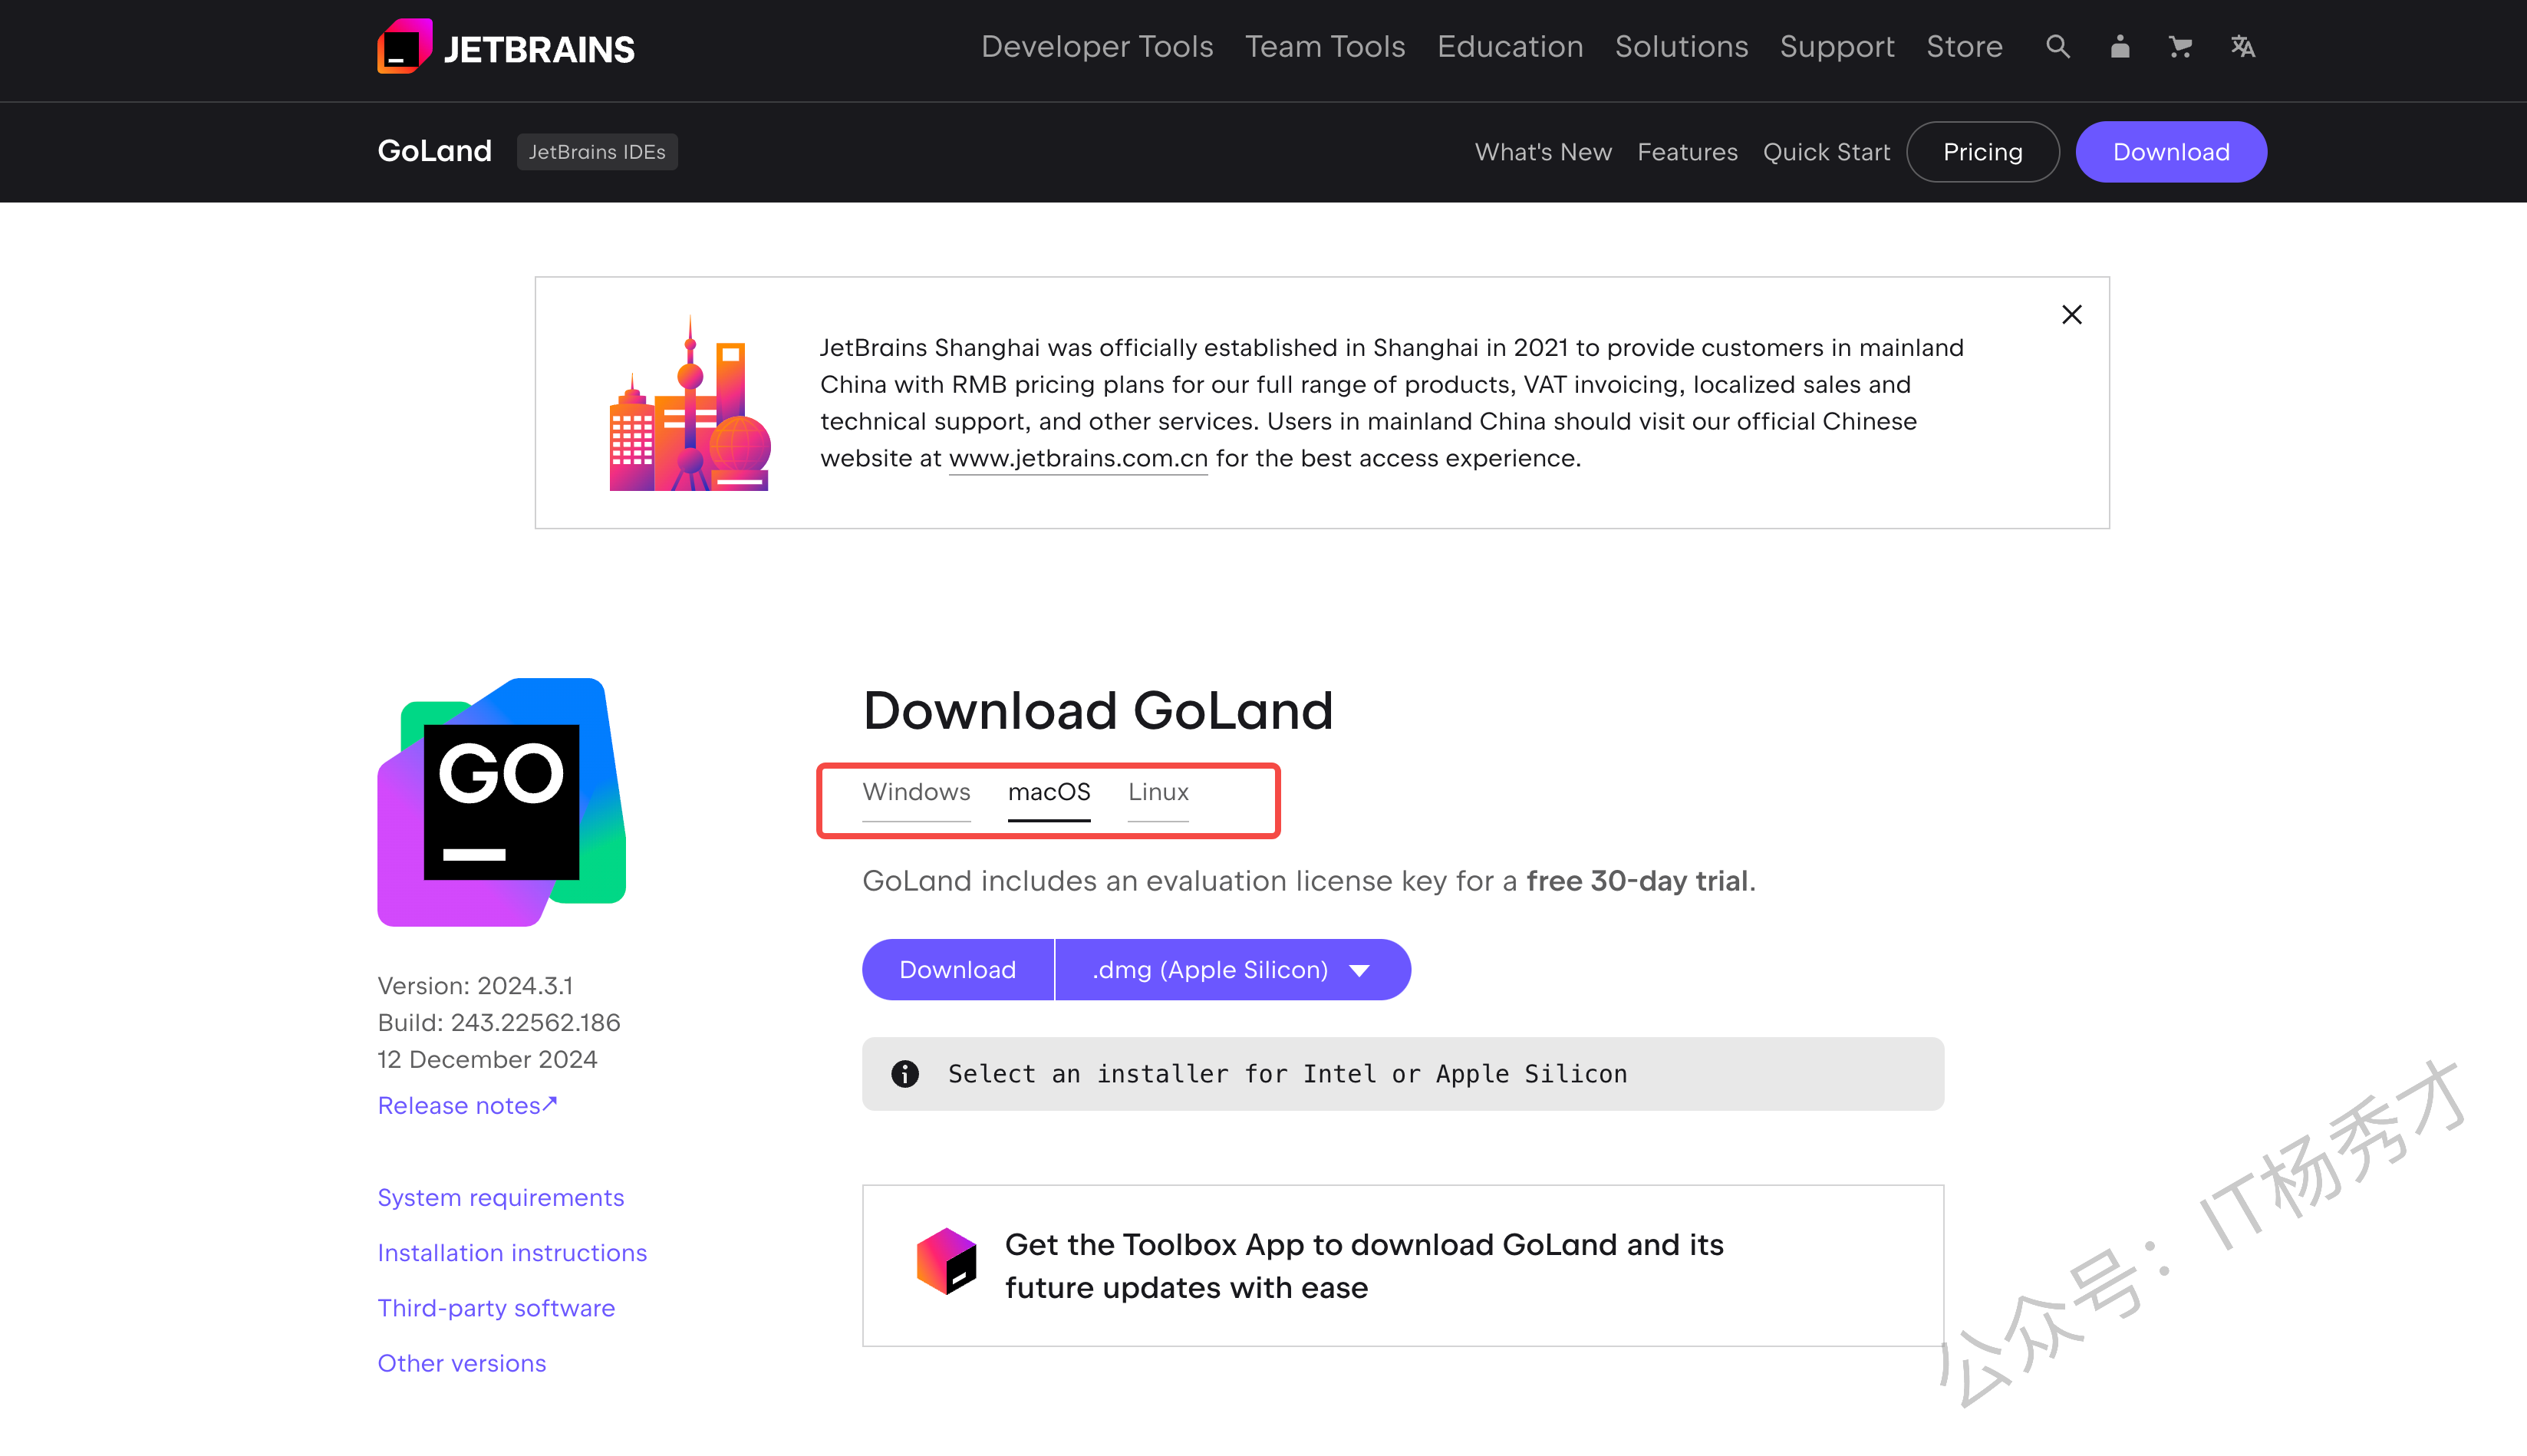 JETBRAINS
Developer Tools Team Tools Education Solutions Support Store
GoLand JetBrains IDEs What's New Features Quick Start Pricing Download
JetBrains Shanghai was officially established in Shanghai in 2021 to provide customers in mainland
China with RMB pricing plans for our full range of products, VAT invoicing, localized sales and
technical support, and other services. Users in mainland China should visit our official Chinese
website at www.jetbrains.com.cn for the best access experience.
GO
Version: 2024.3.1
Build: 243.22562.186
12 December 2024
Release notes↗
System requirements
Installation instructions
Third-party software
Other versions
Download GoLand
Windows macOS Linux
GoLand includes an evaluation license key for a free 30-day trial.
Download .dmg (Apple Silicon)
Select an installer for Intel or Apple Silicon
Get the Toolbox App to download GoLand and its
future updates with ease
公众号：IT杨秀才